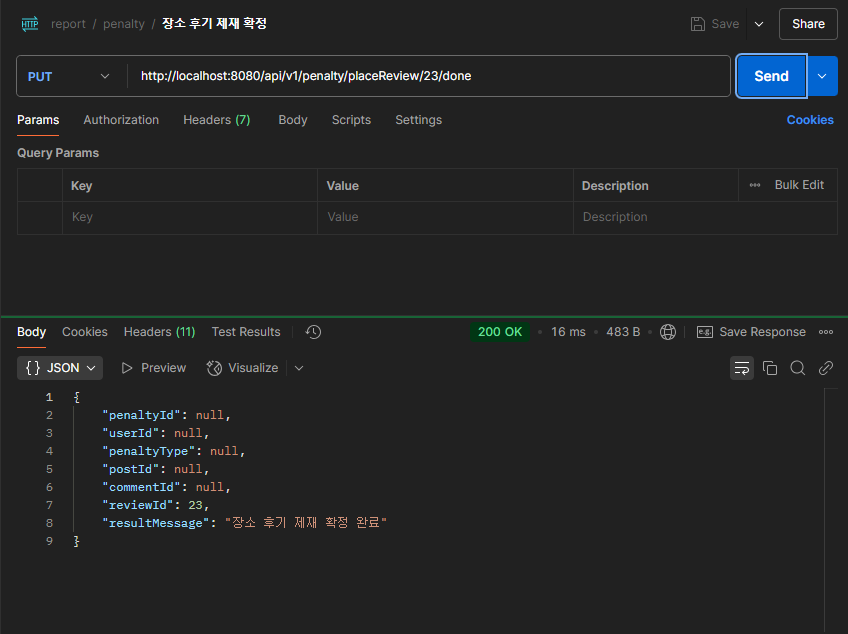 HTTP report / penalty / 장소 후기 제재 확정 Save Share
PUT http://localhost:8080/api/v1/penalty/placeReview/23/done Send
Params Authorization Headers (7) Body Scripts Settings Cookies
Query Params
Key Value Description Bulk Edit
Key Value Description
Body Cookies Headers (11) Test Results 200 OK 16 ms 483 B e.g. Save Response
{} JSON Preview Visualize
1 {
2 "penaltyId": null,
3 "userId": null,
4 "penaltyType": null,
5 "postId": null,
6 "commentId": null,
7 "reviewId": 23,
8 "resultMessage": "장소 후기 제재 확정 완료"
9 }